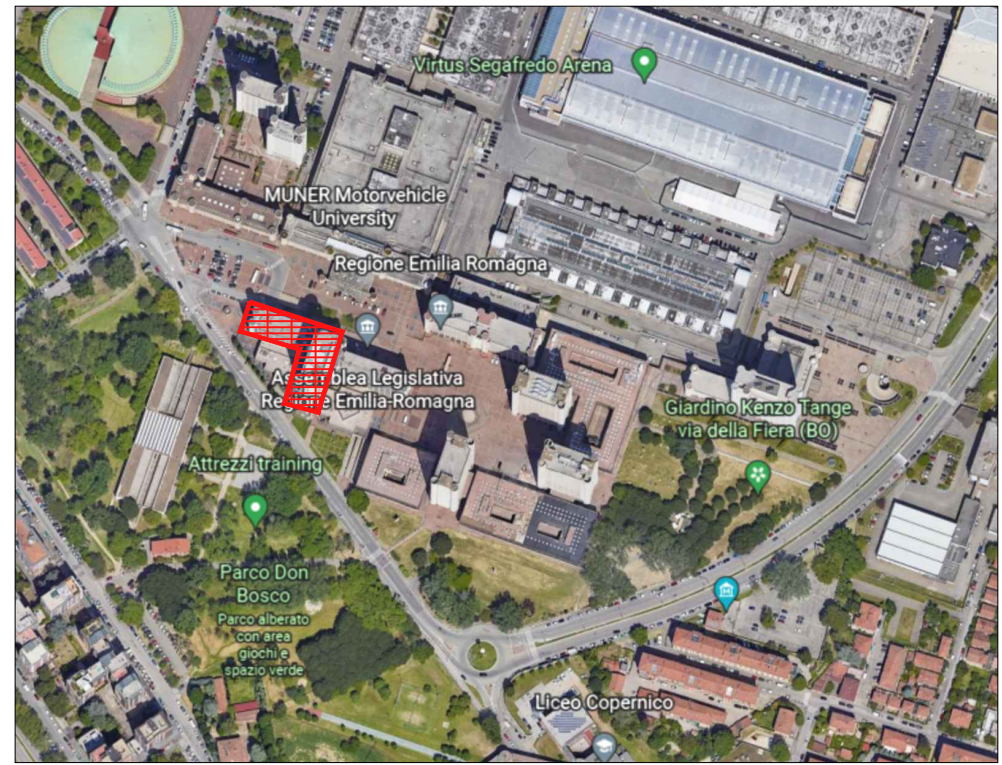 Virtus Segafredo Arena
MUNER Motorvehicle
University
Regione Emilia Romagna
Assemblea Legislativa
Regione Emilia-Romagna
Giardino Kenzo Tange
via della Fiera (BO)
Attrezzi training
Parco Don
Bosco
Parco alberato
con area
giochi e
spazio verde
Liceo Copernico